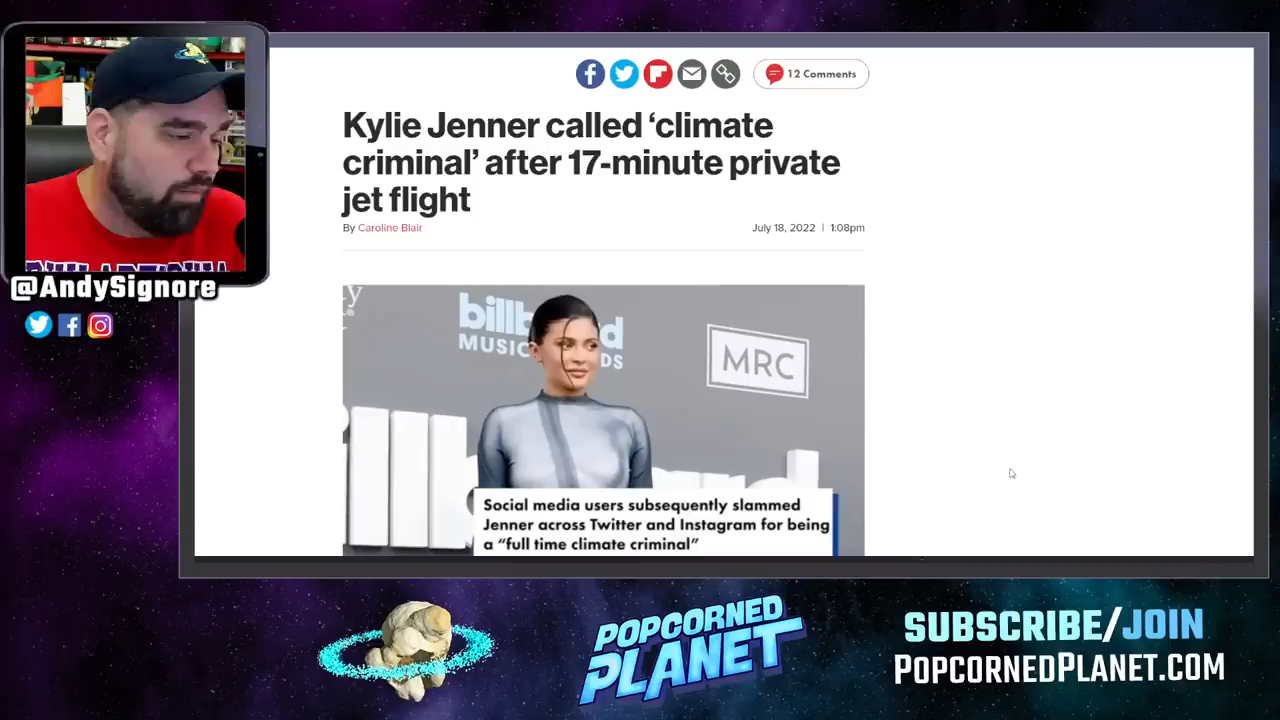 12 Comments
Kylie Jenner called ‘climate
criminal’ after 17-minute private
jet flight
By Caroline Blair
July 18, 2022 | 1:08pm
@AndySignore
MUSIC
MRC
Social media users subsequently slammed
Jenner across Twitter and Instagram for being
a “full time climate criminal”
POPCORNED
PLANET
SUBSCRIBE/JOIN
POPCORNEDPLANET.COM